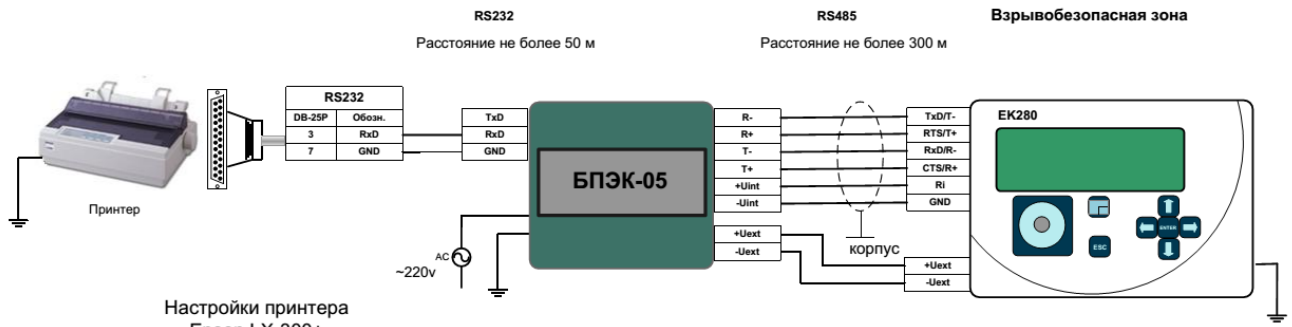 RS232
RS485
Взрывобезопасная зона
Расстояние не более 50 м
Расстояние не более 300 м
RS232
DB-25P Обозн.
3 RxD
7 GND
TxD
RxD
GND
БПЭК-05
R-
R+
T-
T+
+Uint
-Uint
+Uext
-Uext
TxD/T-
RTS/T+
RxD/R-
CTS/R+
Ri
GND
+Uext
-Uext
EK280
ENTER
ESC
Принтер
корпус
AC
~220v
Настройки принтера